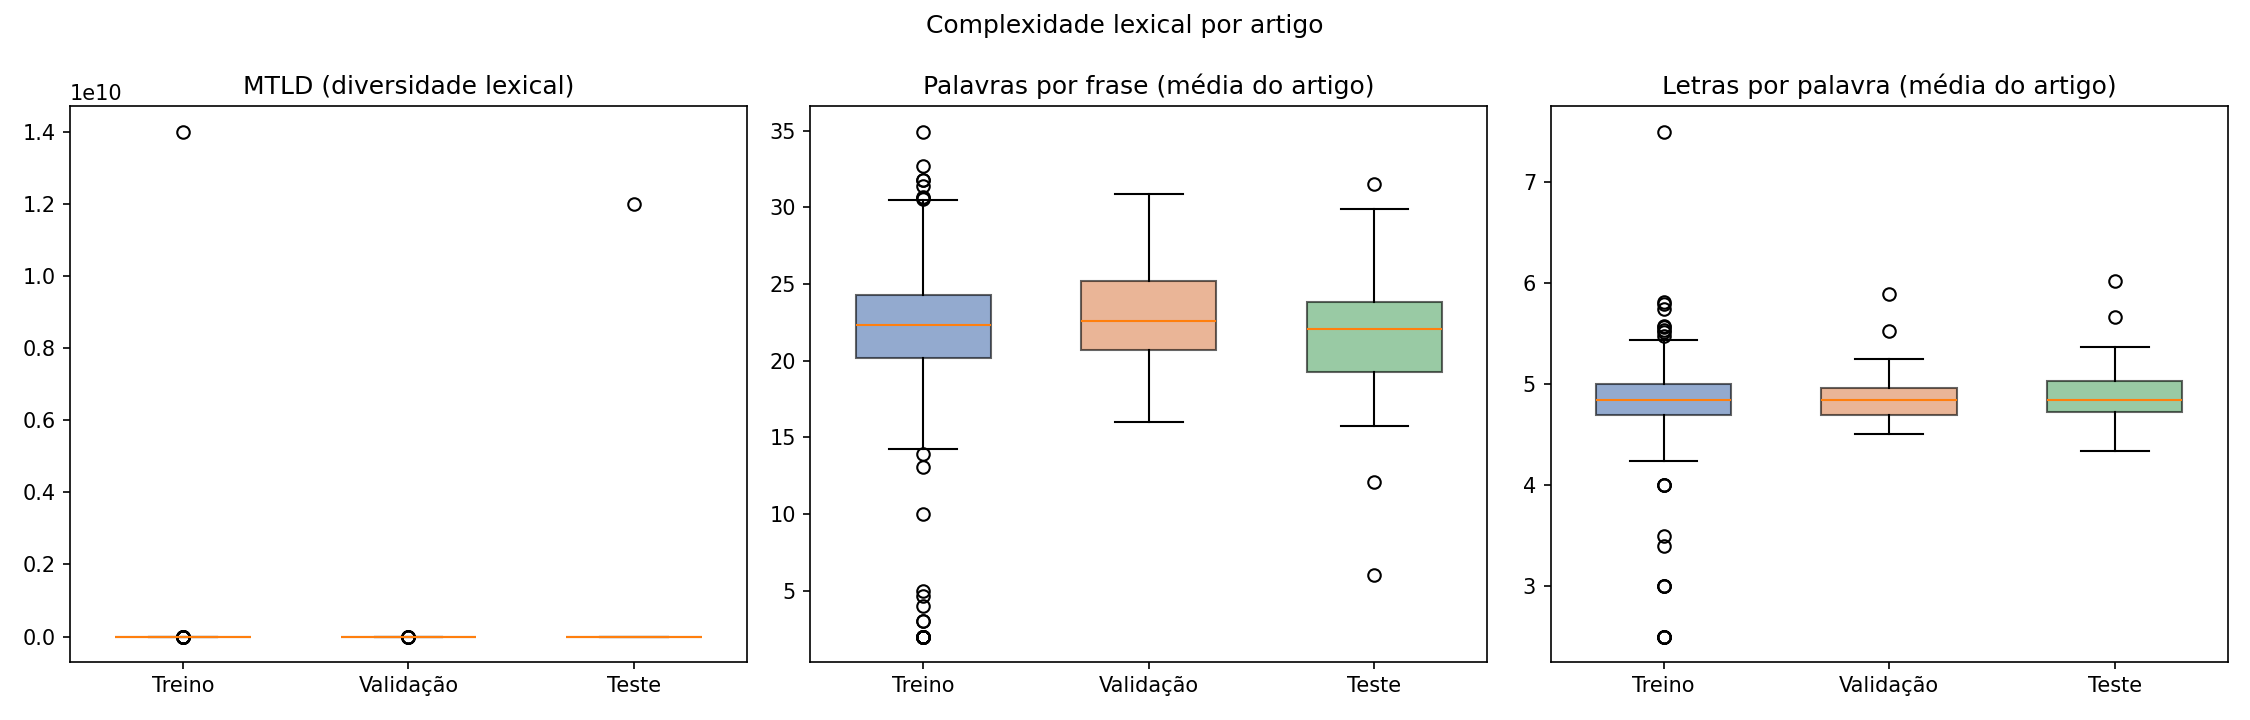 Complexidade lexical por artigo
MTLD (diversidade lexical)
1e10
1.4
1.2
1.0
0.8
0.6
0.4
0.2
0.0
Treino Validação Teste
Palavras por frase (média do artigo)
35
30
25
20
15
10
5
Treino Validação Teste
Letras por palavra (média do artigo)
7
6
5
4
3
Treino Validação Teste